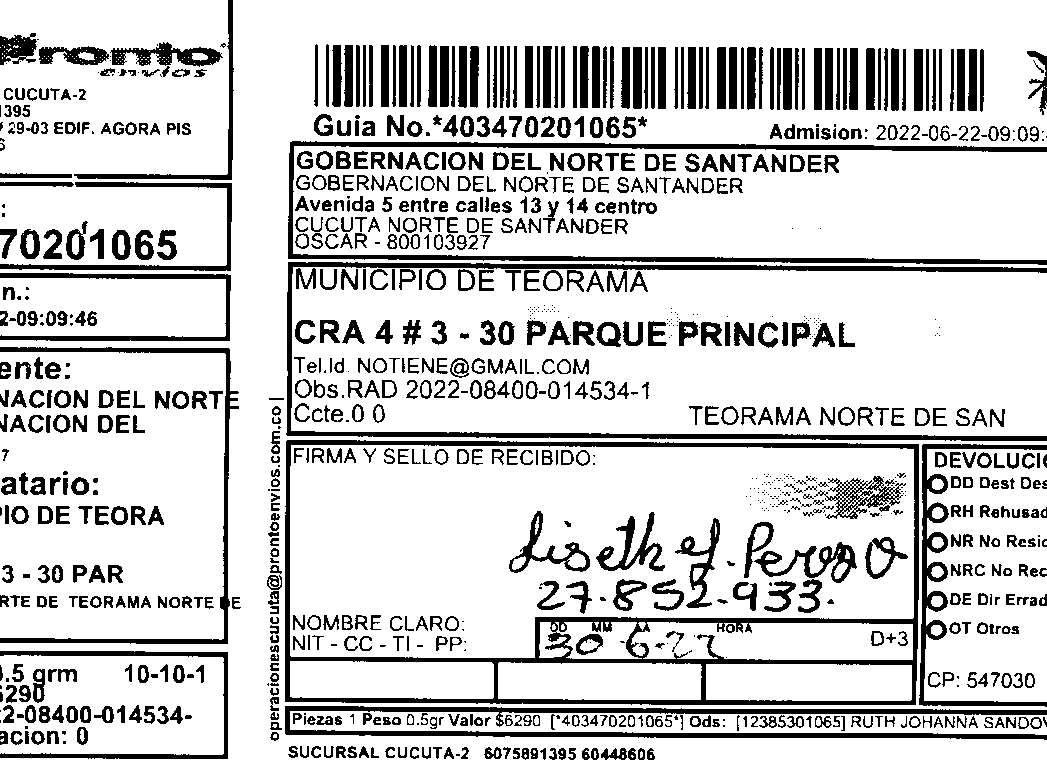 Pronto
envios
CUCUTA-2
1395
29-03 EDIF. AGORA PIS
70201065
n.:
2-09:09:46
ente:
NACION DEL NORTE
NACION DEL
7
atario:
PIO DE TEORA
3 - 30 PAR
RTE DE TEORAMA NORTE DE
0.5 grm 10-10-1
6290
2-08400-014534-
acion: 0
operacionescucuta@prontoenvios.com.co
Guia No.*403470201065*
Admision: 2022-06-22-09:09:
GOBERNACION DEL NORTE DE SANTANDER
GOBERNACION DEL NORTE DE SANTANDER
Avenida 5 entre calles 13 y 14 centro
CUCUTA NORTE DE SANTANDER
OSCAR - 800103927
MUNICIPIO DE TEORAMA
CRA 4 # 3 - 30 PARQUE PRINCIPAL
Tel.Id. NOTIENE@GMAIL.COM
Obs.RAD 2022-08400-014534-1
Ccte.0 0 TEORAMA NORTE DE SAN
FIRMA Y SELLO DE RECIBIDO:
Liseth
27.852.933.
NOMBRE CLARO:
NIT - CC - TI - PP:
DD MM AA HORA
30-6-22 D+3
DEVOLUCI
DD Dest Des
RH Rehusad
NR No Resid
NRC No Rec
DE Dir Errad
OT Otros
CP: 547030
Piezas 1 Peso 0.5gr Valor $6290 [*403470201065*] Ods: [12385301065] RUTH JOHANNA SANDOV
SUCURSAL CUCUTA-2 6075891395 60448606